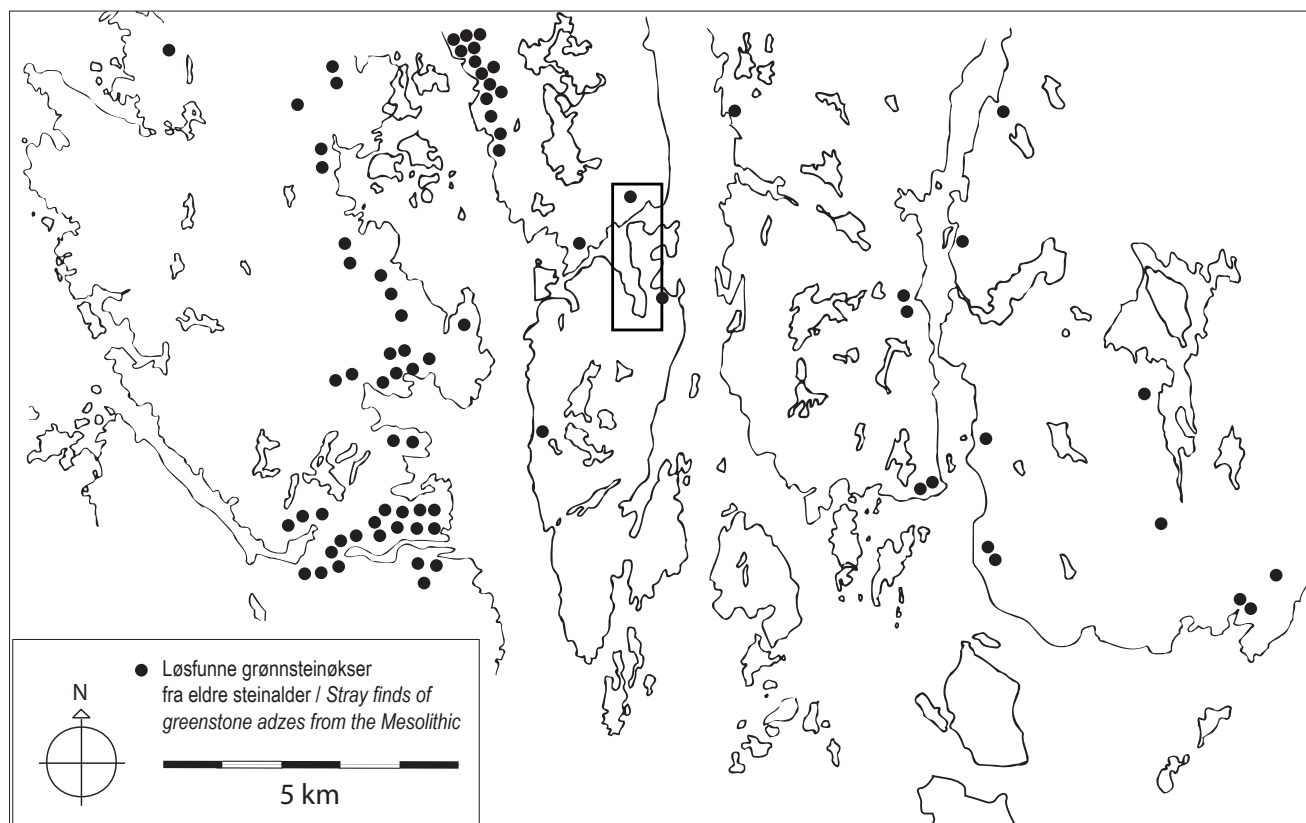 Løsfunne grønnsteinøkser
fra eldre steinalder / Stray finds of
greenstone adzes from the Mesolithic
N
5 km